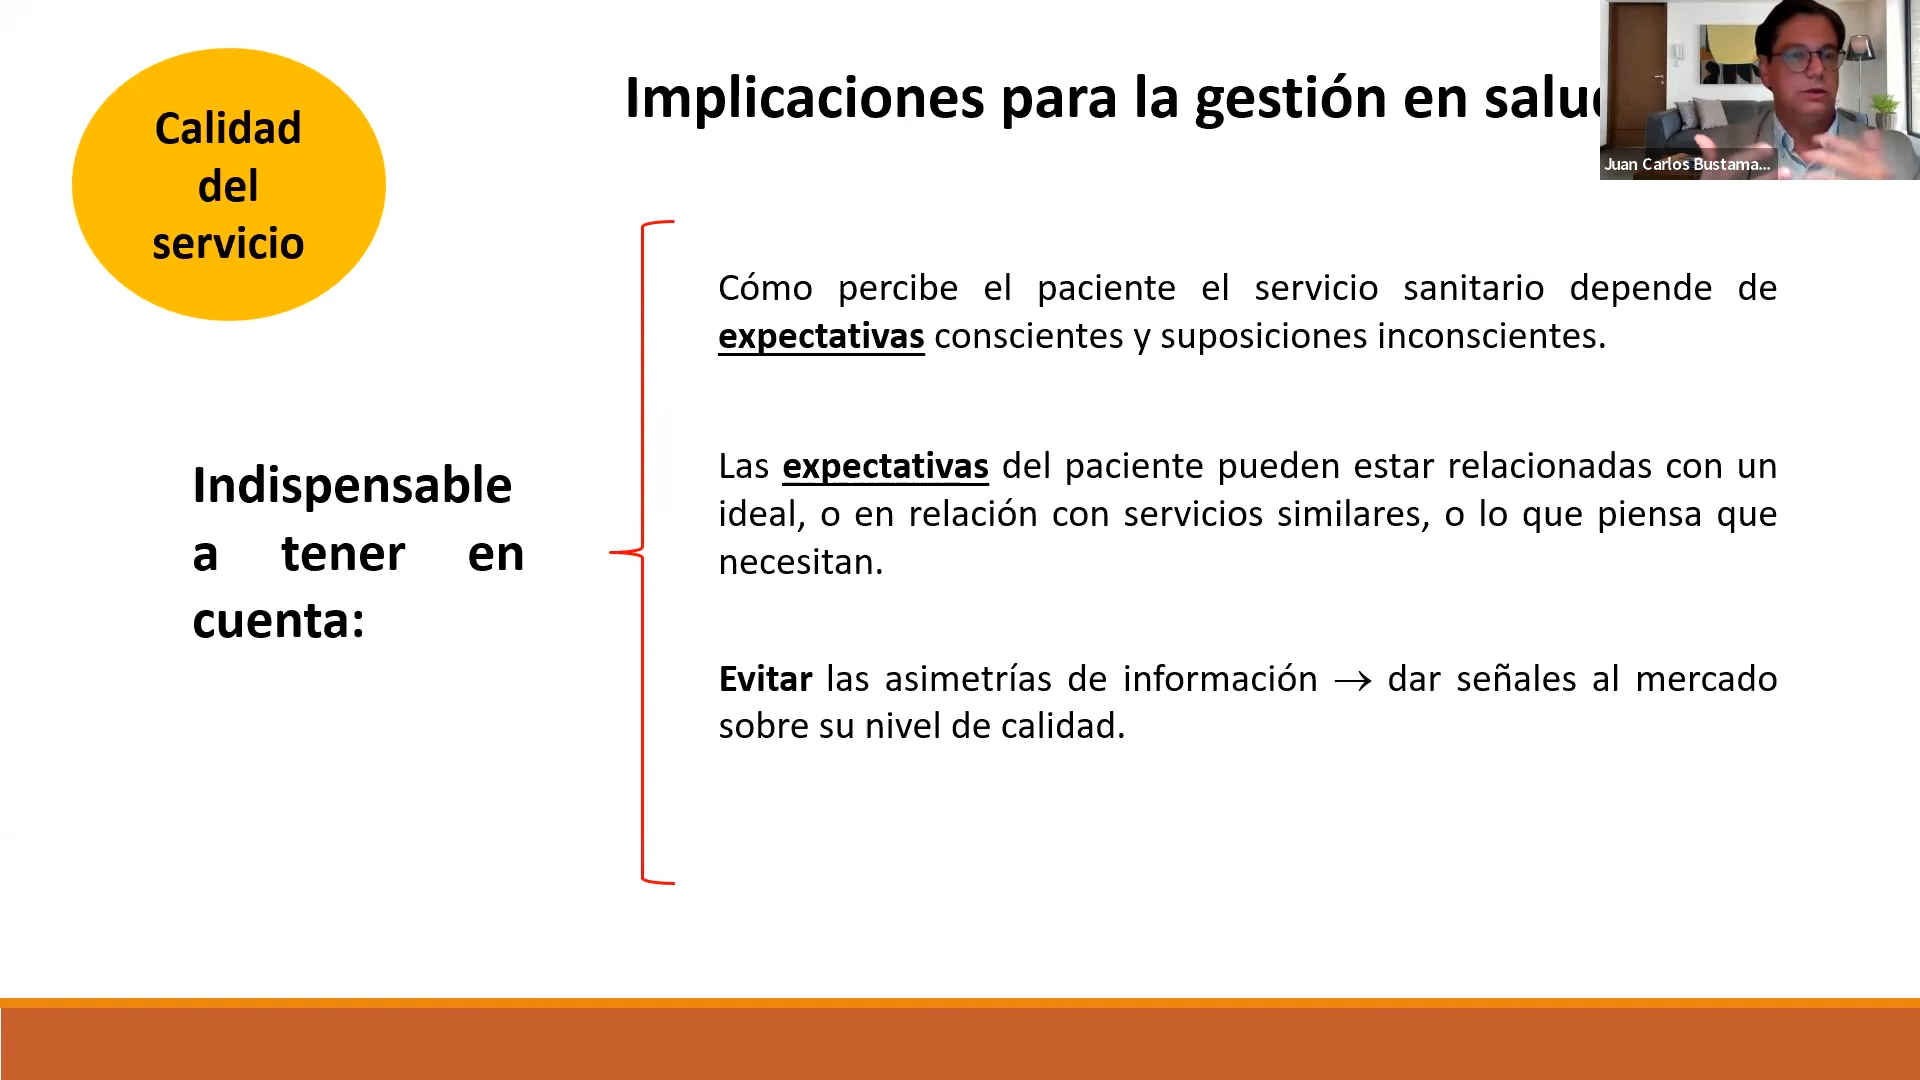 Calidad
del
servicio
Implicaciones para la gestión en salu
Juan Carlos Bustama...
Cómo percibe el paciente el servicio sanitario depende de
expectativas conscientes y suposiciones inconscientes.
Indispensable
a tener en
cuenta:
Las expectativas del paciente pueden estar relacionadas con un
ideal, o en relación con servicios similares, o lo que piensa que
necesitan.
Evitar las asimetrías de información → dar señales al mercado
sobre su nivel de calidad.